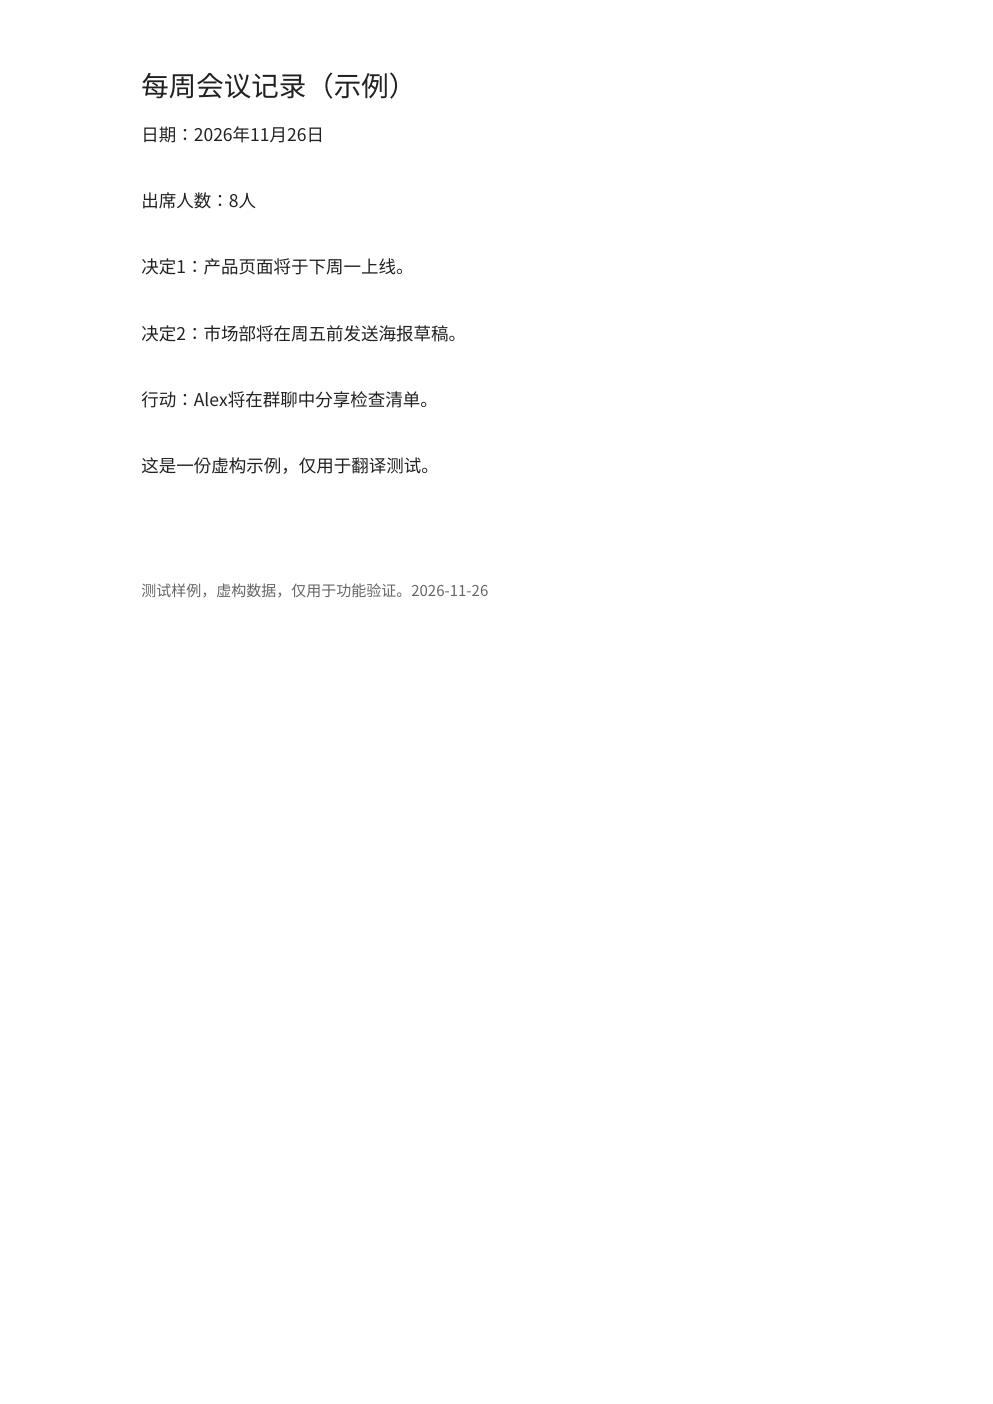 每周会议记录（示例）
日期：2026年11月26日
出席人数：8人
决定1：产品页面将于下周一上线。
决定2：市场部将在周五前发送海报草稿。
行动：Alex将在群聊中分享检查清单。
这是一份虚构示例，仅用于翻译测试。
测试样例，虚构数据，仅用于功能验证。2026-11-26